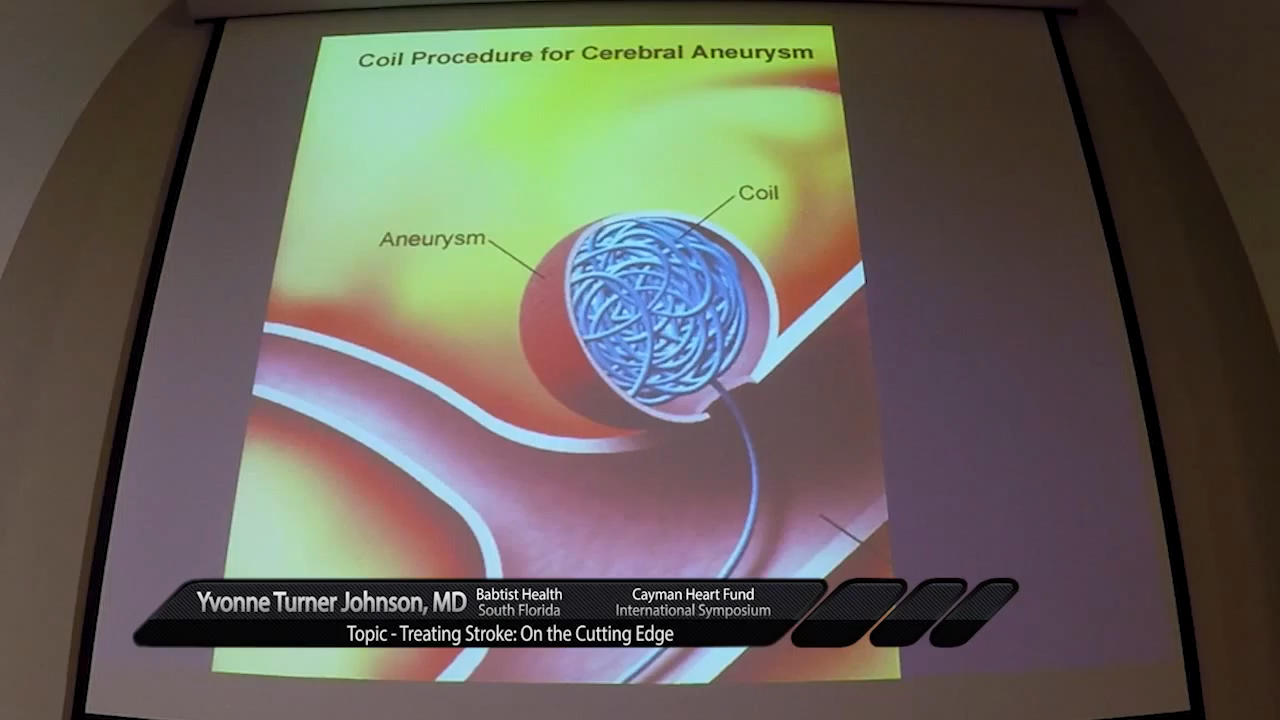 Coil Procedure for Cerebral Aneurysm
Coil
Aneurysm
Yvonne Turner Johnson, MD
Babtist Health
South Florida
Cayman Heart Fund
International Symposium
Topic - Treating Stroke: On the Cutting Edge